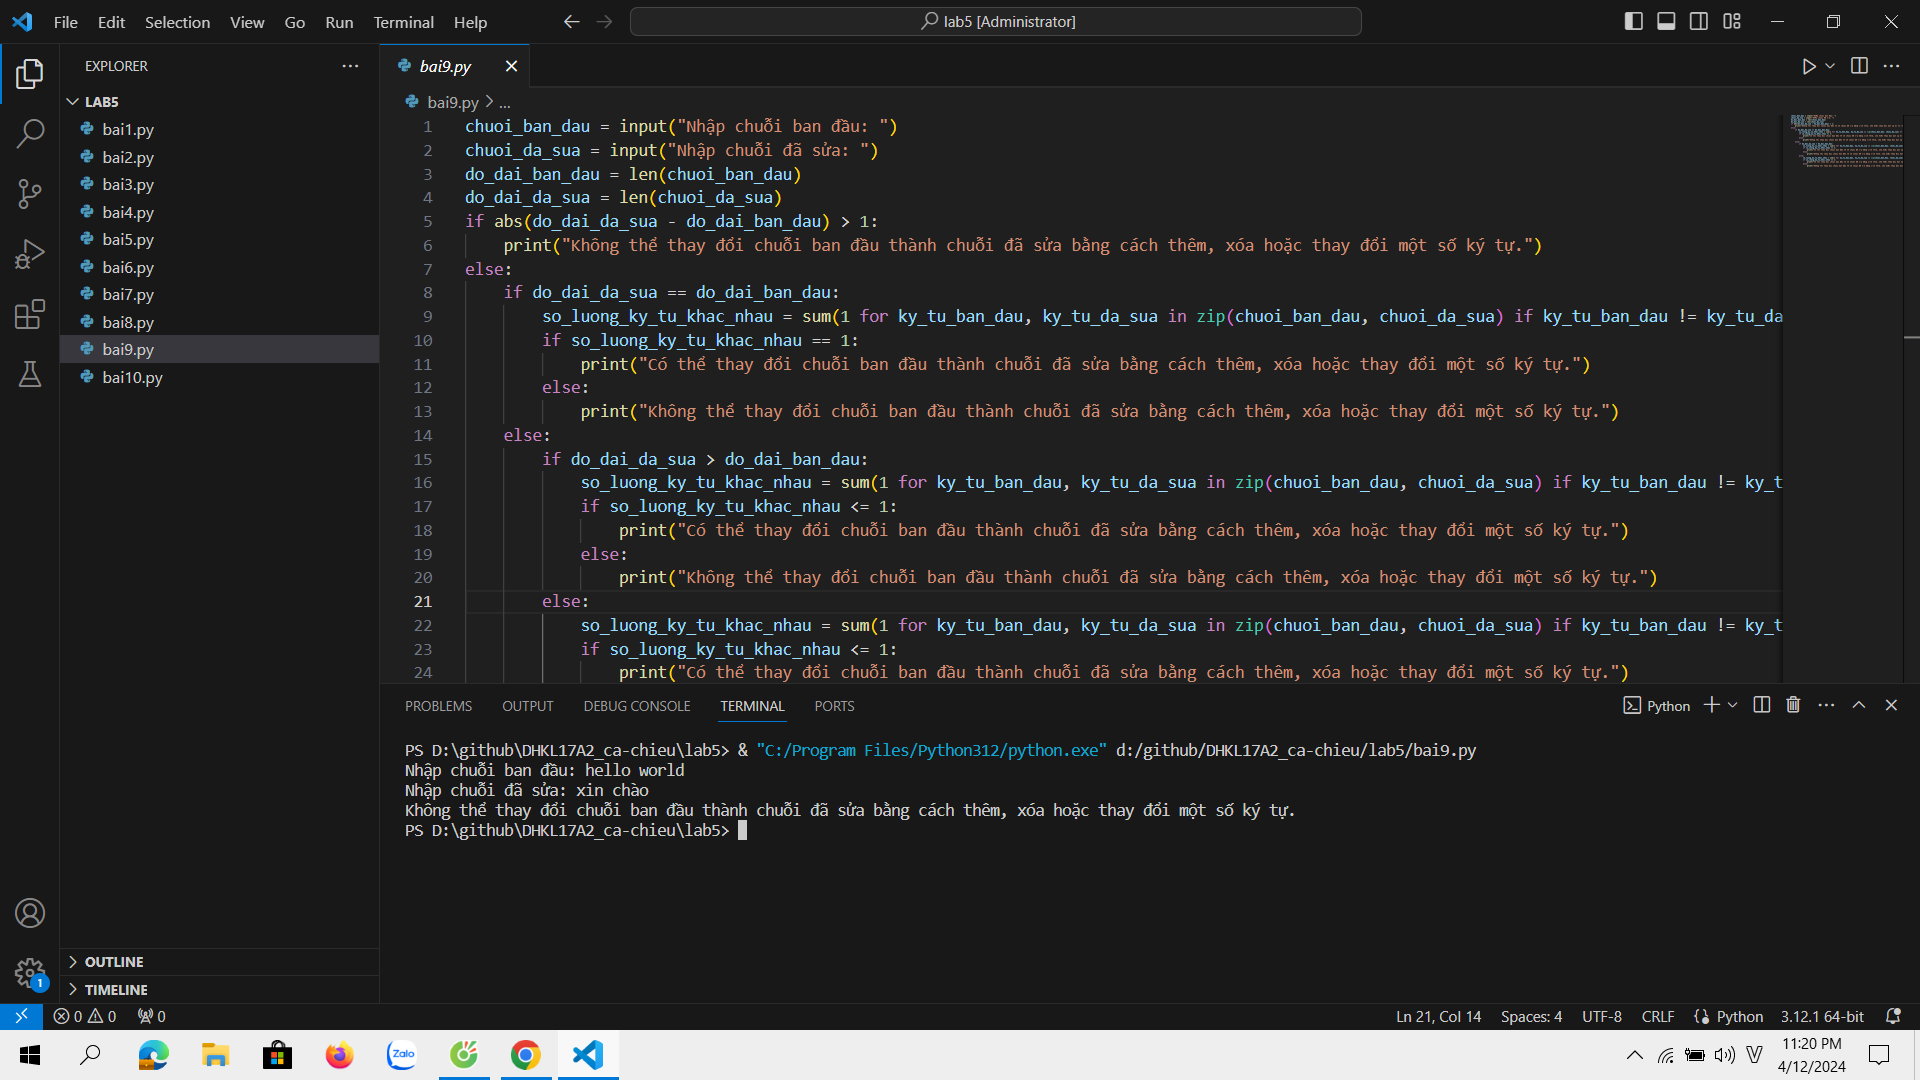 File Edit Selection View Go Run Terminal Help
lab5 [Administrator]
EXPLORER
LAB5
bai1.py
bai2.py
bai3.py
bai4.py
bai5.py
bai6.py
bai7.py
bai8.py
bai9.py
bai10.py
OUTLINE
TIMELINE
bai9.py
bai9.py > ...
1 chuoi_ban_dau = input("Nhập chuỗi ban đầu: ")
2 chuoi_da_sua = input("Nhập chuỗi đã sửa: ")
3 do_dai_ban_dau = len(chuoi_ban_dau)
4 do_dai_da_sua = len(chuoi_da_sua)
5 if abs(do_dai_da_sua - do_dai_ban_dau) > 1:
6     print("Không thể thay đổi chuỗi ban đầu thành chuỗi đã sửa bằng cách thêm, xóa hoặc thay đổi một số ký tự.")
7 else:
8     if do_dai_da_sua == do_dai_ban_dau:
9         so_luong_ky_tu_khac_nhau = sum(1 for ky_tu_ban_dau, ky_tu_da_sua in zip(chuoi_ban_dau, chuoi_da_sua) if ky_tu_ban_dau != ky_tu_da
10         if so_luong_ky_tu_khac_nhau == 1:
11             print("Có thể thay đổi chuỗi ban đầu thành chuỗi đã sửa bằng cách thêm, xóa hoặc thay đổi một số ký tự.")
12         else:
13             print("Không thể thay đổi chuỗi ban đầu thành chuỗi đã sửa bằng cách thêm, xóa hoặc thay đổi một số ký tự.")
14     else:
15         if do_dai_da_sua > do_dai_ban_dau:
16             so_luong_ky_tu_khac_nhau = sum(1 for ky_tu_ban_dau, ky_tu_da_sua in zip(chuoi_ban_dau, chuoi_da_sua) if ky_tu_ban_dau != ky_t
17             if so_luong_ky_tu_khac_nhau <= 1:
18                 print("Có thể thay đổi chuỗi ban đầu thành chuỗi đã sửa bằng cách thêm, xóa hoặc thay đổi một số ký tự.")
19             else:
20                 print("Không thể thay đổi chuỗi ban đầu thành chuỗi đã sửa bằng cách thêm, xóa hoặc thay đổi một số ký tự.")
21         else:
22             so_luong_ky_tu_khac_nhau = sum(1 for ky_tu_ban_dau, ky_tu_da_sua in zip(chuoi_ban_dau, chuoi_da_sua) if ky_tu_ban_dau != ky_t
23             if so_luong_ky_tu_khac_nhau <= 1:
24                 print("Có thể thay đổi chuỗi ban đầu thành chuỗi đã sửa bằng cách thêm, xóa hoặc thay đổi một số ký tự.")
PROBLEMS OUTPUT DEBUG CONSOLE TERMINAL PORTS
Python
PS D:\github\DHKL17A2_ca-chieu\lab5> & "C:/Program Files/Python312/python.exe" d:/github/DHKL17A2_ca-chieu/lab5/bai9.py
Nhập chuỗi ban đầu: hello world
Nhập chuỗi đã sửa: xin chào
Không thể thay đổi chuỗi ban đầu thành chuỗi đã sửa bằng cách thêm, xóa hoặc thay đổi một số ký tự.
PS D:\github\DHKL17A2_ca-chieu\lab5>
1
0 0 0
Ln 21, Col 14 Spaces: 4 UTF-8 CRLF Python 3.12.1 64-bit
Zalo
V
11:20 PM
4/12/2024